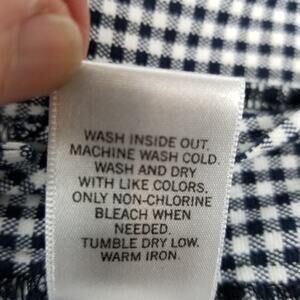 WASH INSIDE OUT.
MACHINE WASH COLD.
WASH AND DRY
WITH LIKE COLORS.
ONLY NON-CHLORINE
BLEACH WHEN
NEEDED.
TUMBLE DRY LOW.
WARM IRON.